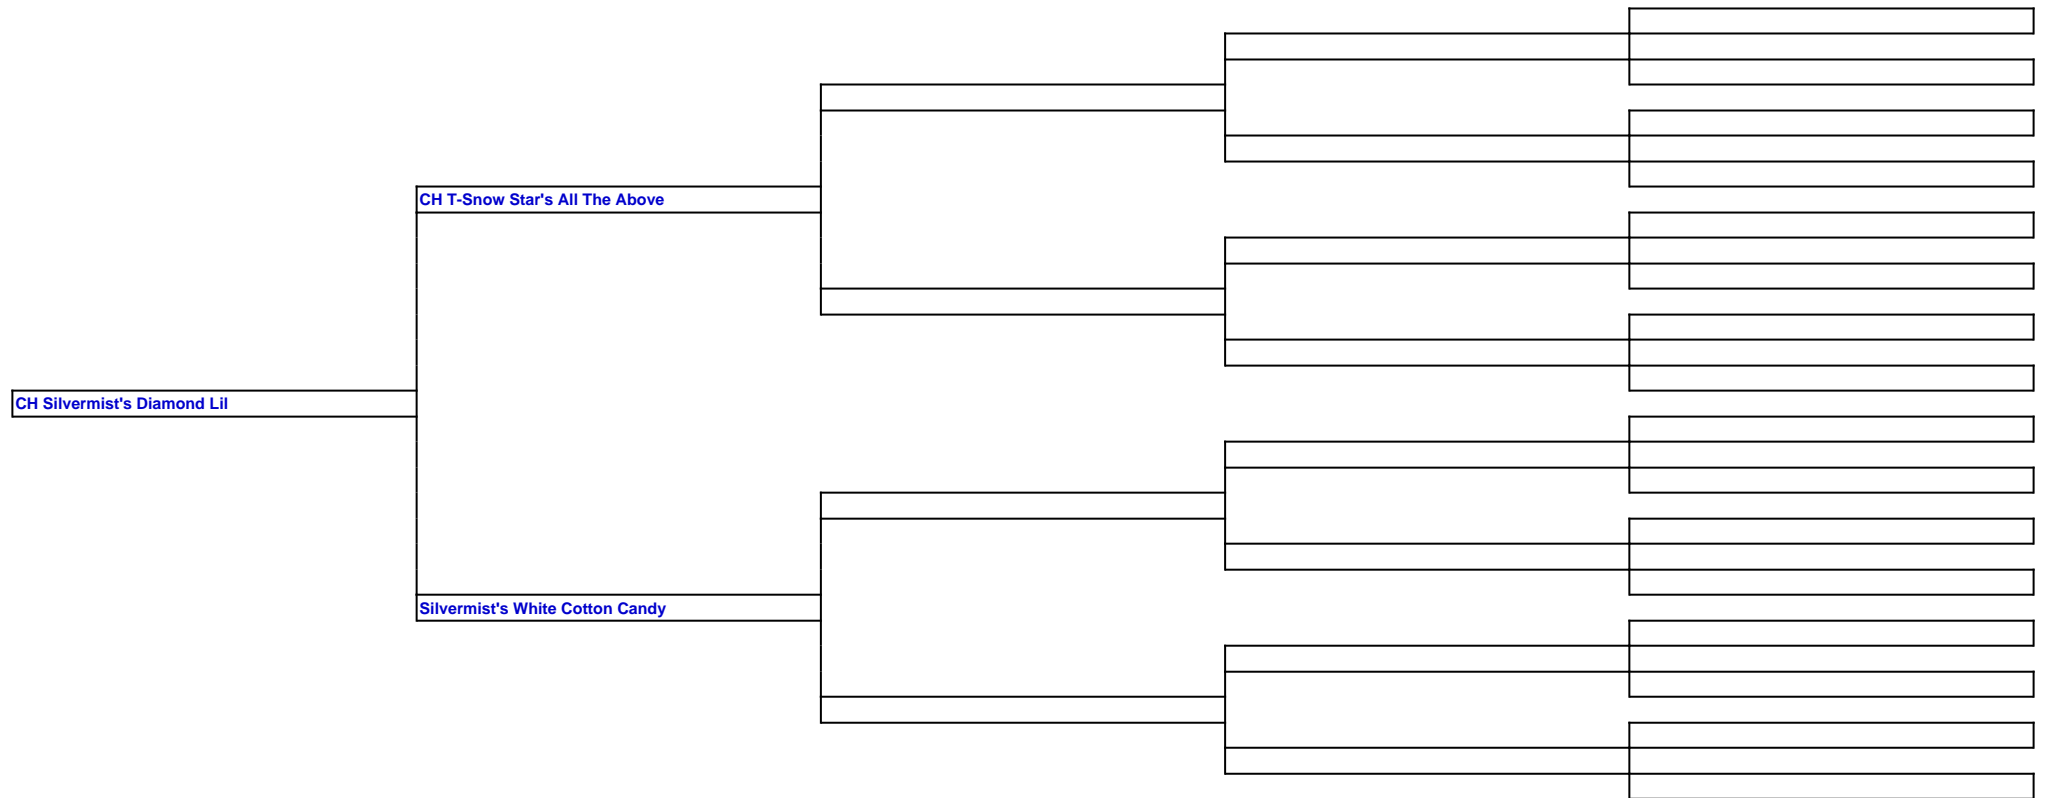 CH T-Snow Star's All The Above
CH Silvermist's Diamond Lil
Silvermist's White Cotton Candy